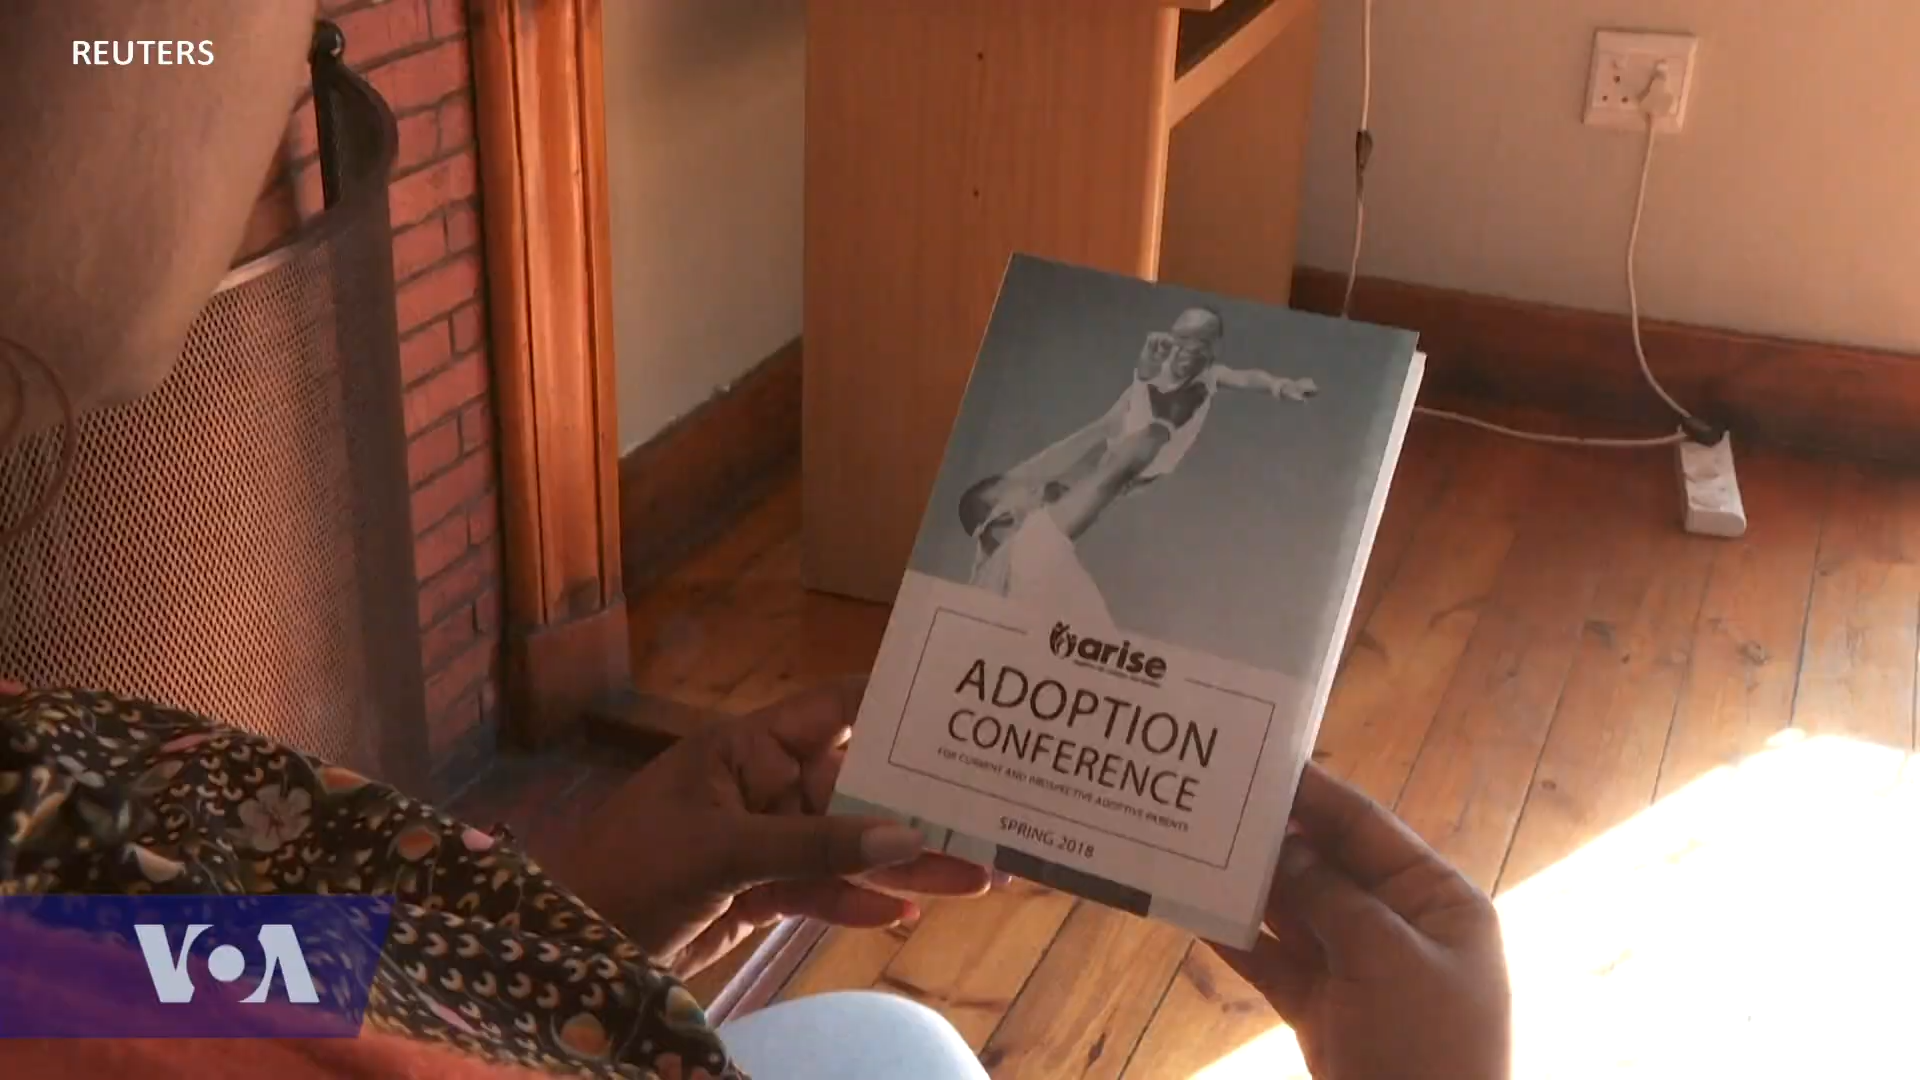 REUTERS
arise
ADOPTION
CONFERENCE
FOR CURRENT AND PROSPECTIVE ADOPTIVE PARENTS
SPRING 2018
VOA